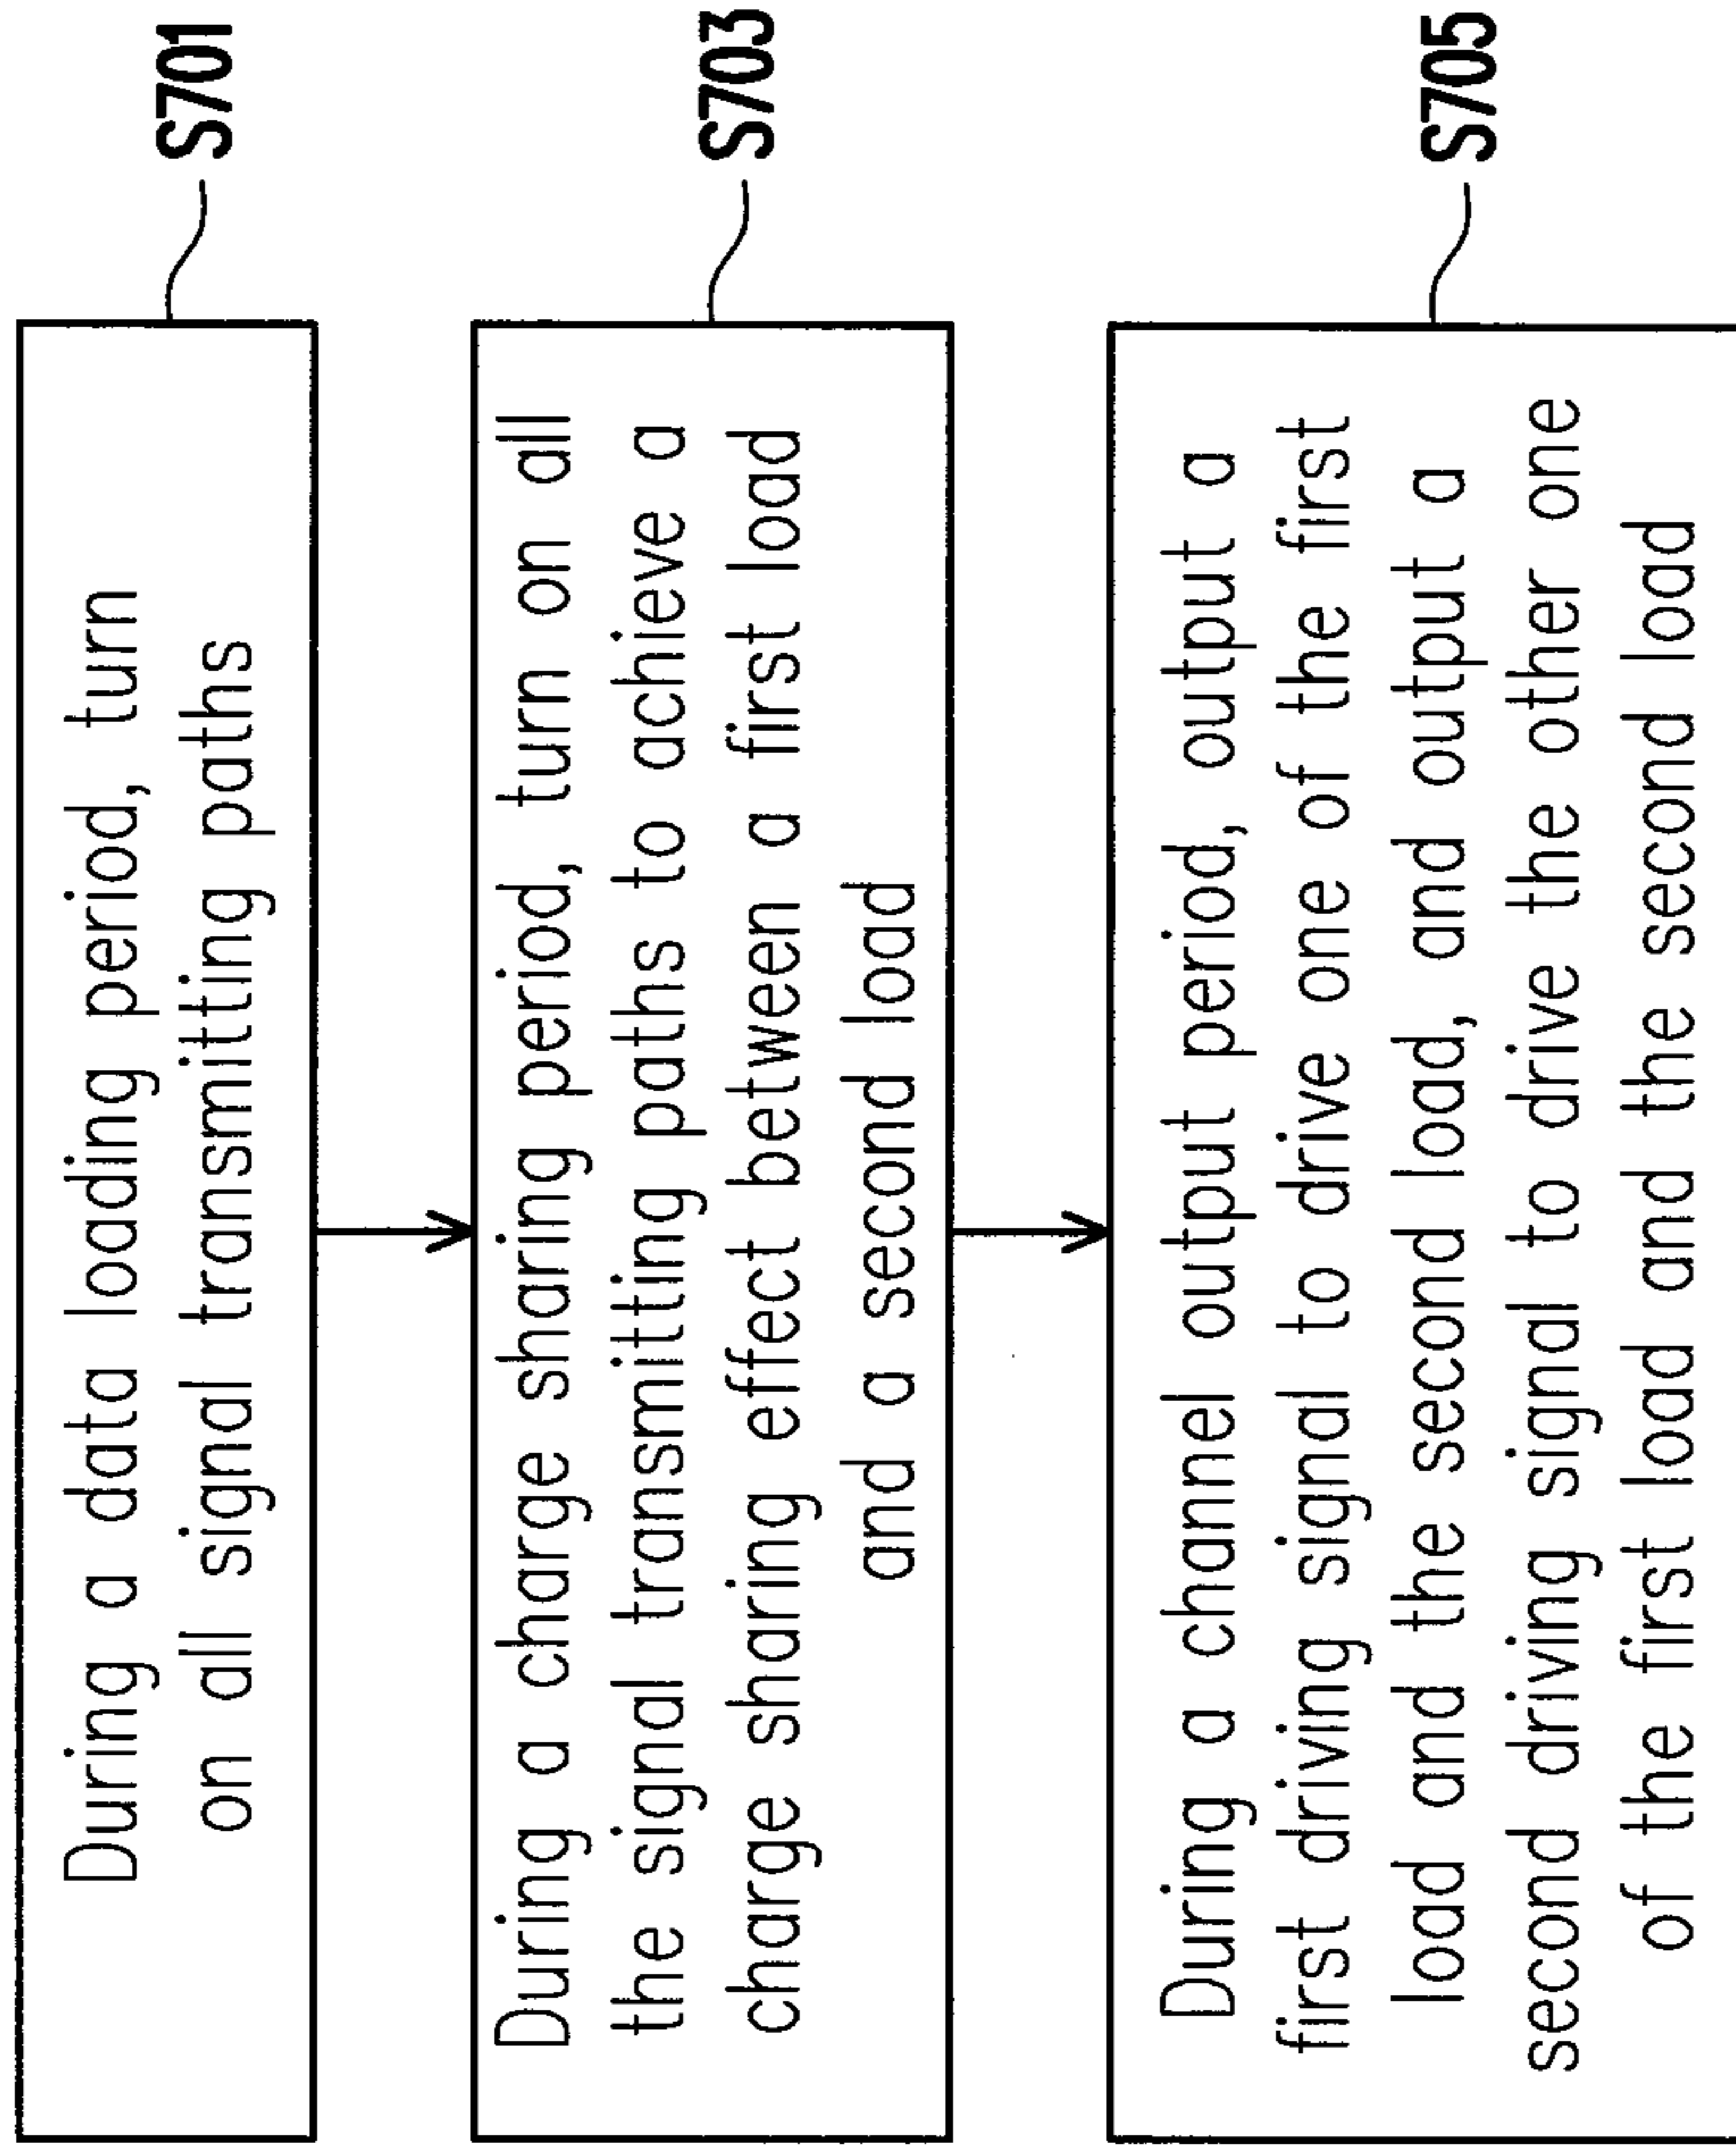 During a data loading period, turn
on all signal transmitting paths
S701
During a charge sharing period, turn on all
the signal transmitting paths to achieve a
charge sharing effect between a first load
and a second load
S703
During a channel output period, output a
first driving signal to drive one of the first
load and the second load, and output a
second driving signal to drive the other one
of the first load and the second load
S705